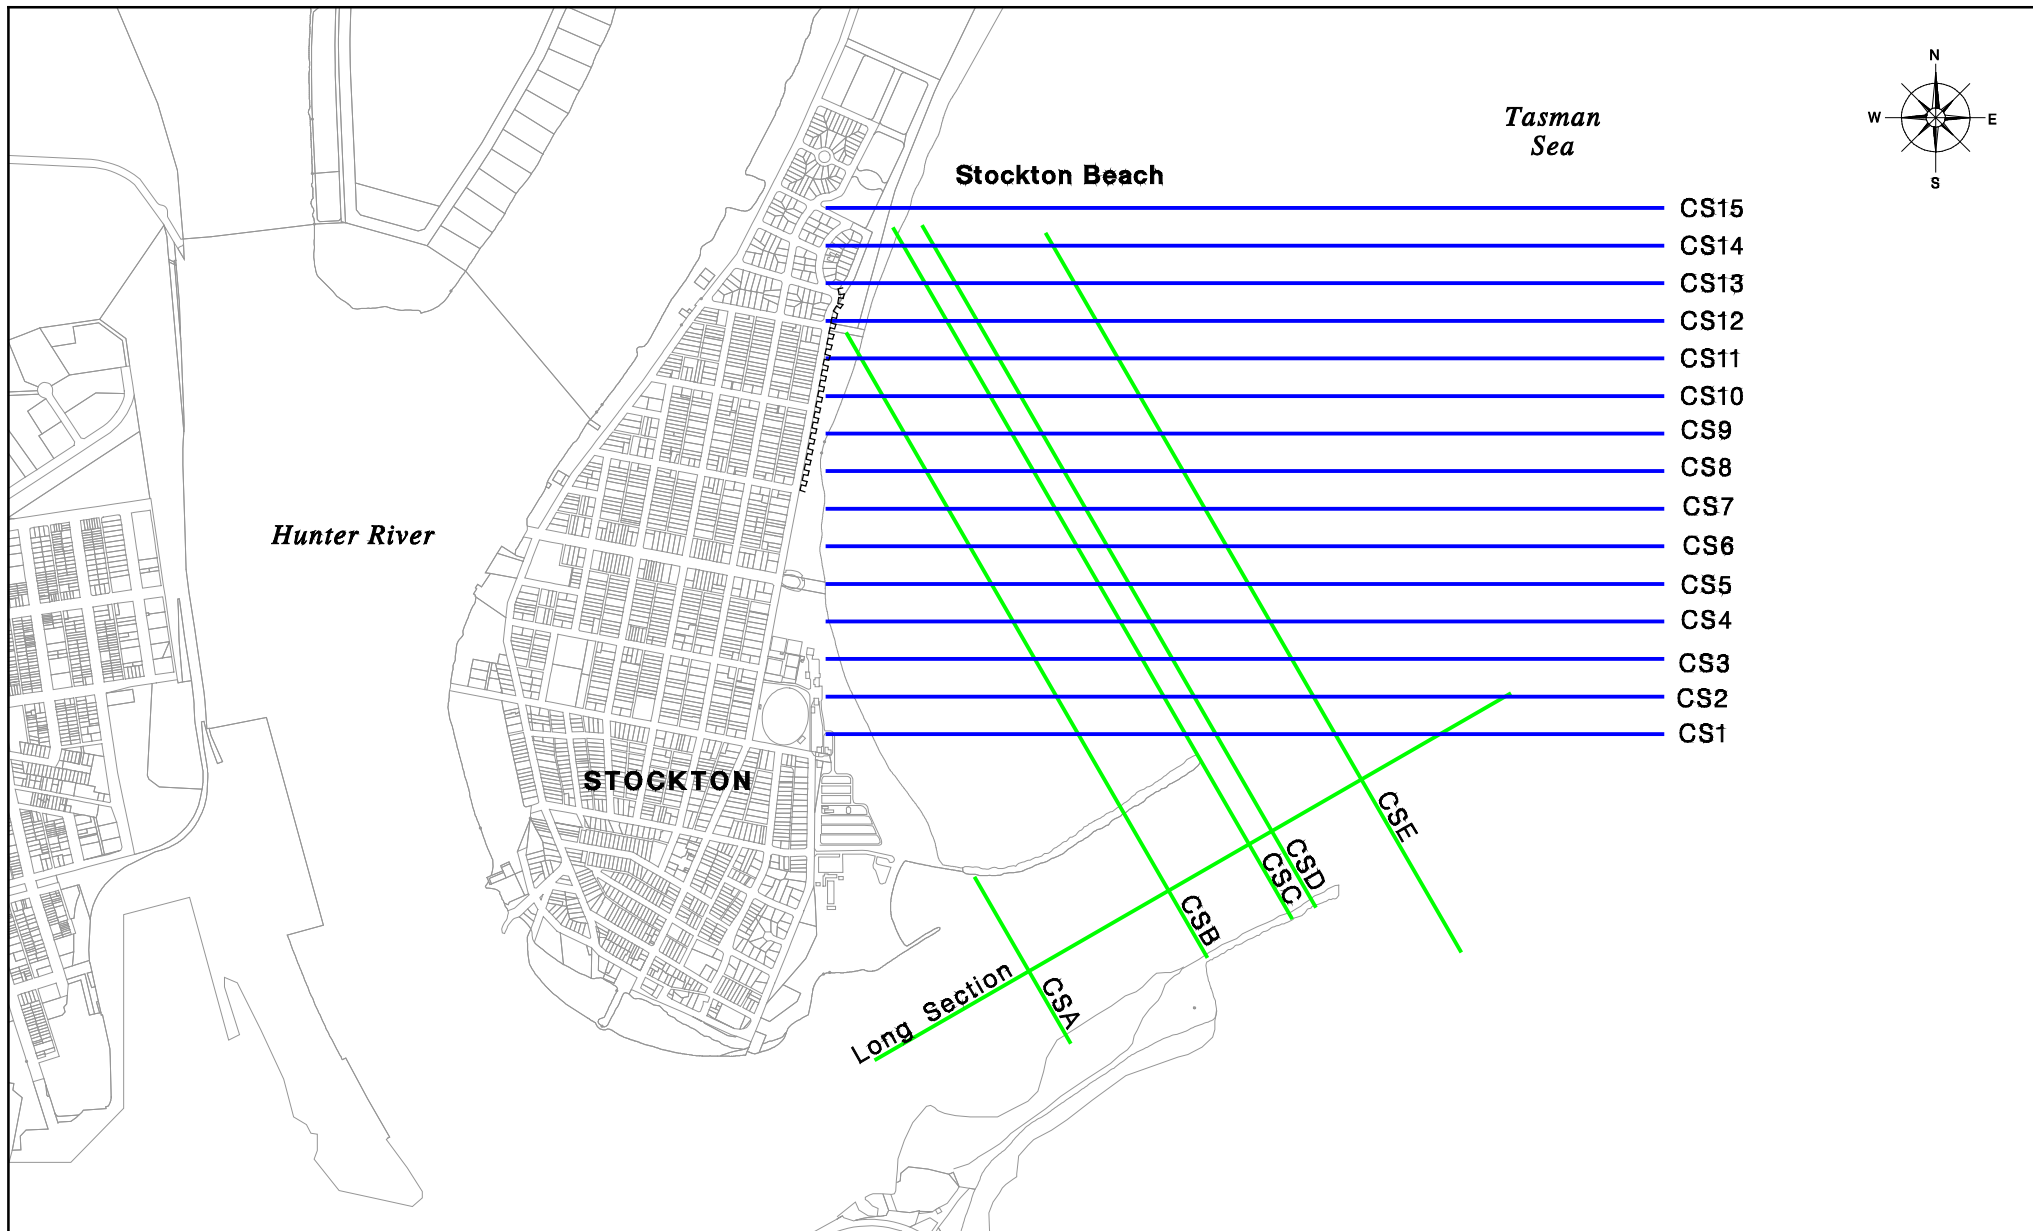 N
W
E
S
Tasman
Sea
Stockton Beach
CS15
CS14
CS13
CS12
CS11
CS10
CS9
CS8
CS7
CS6
CS5
CS4
CS3
CS2
CS1
Hunter River
STOCKTON
CSE
CSD
CSC
CSB
CSA
Long Section